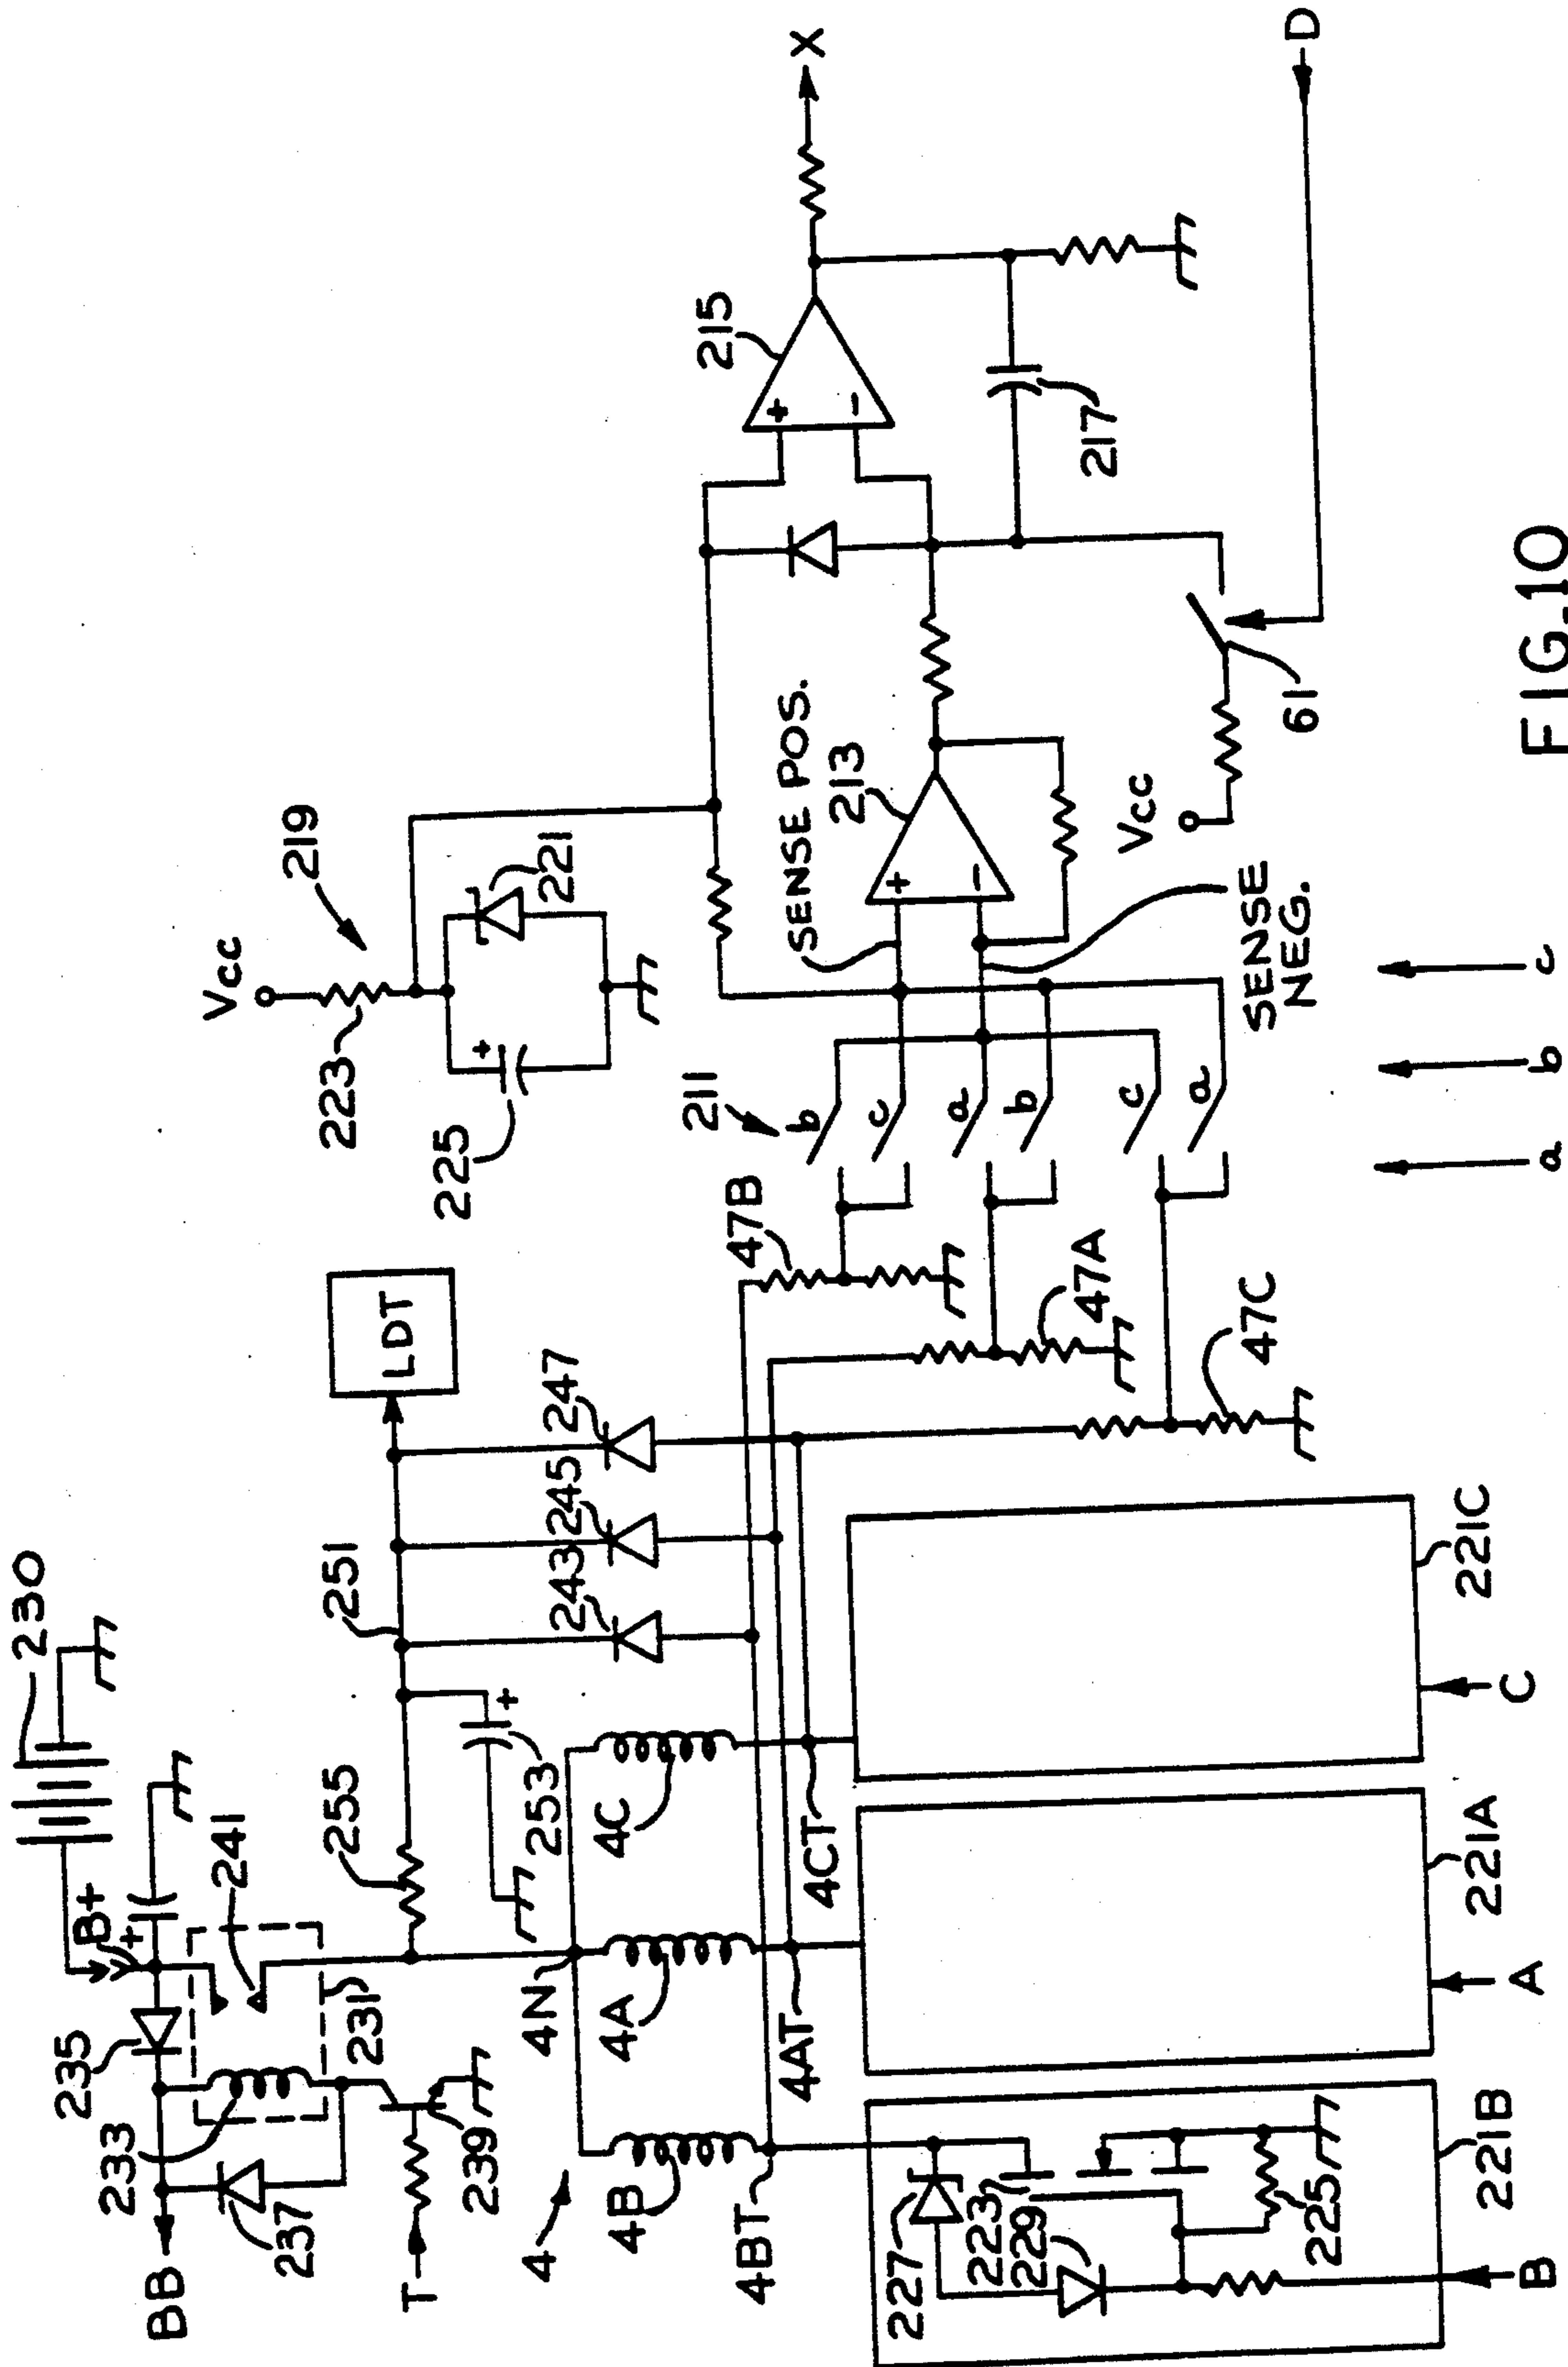 230
B+
+
235
BB
233
237
241
231
T
239
255
251
LDT
253
+
4N
4
4B
4A
4C
4BT
4AT
4CT
243
245
247
227
223
229
225
221B
221A
221C
B
A
C
Vcc
219
223
225
+
221
47B
47A
47C
211
b
c
a
b
c
a
SENSE POS.
213
+
-
SENSE
NEG.
a
b
c
215
+
-
217
X
Vcc
61
D
FIG.10